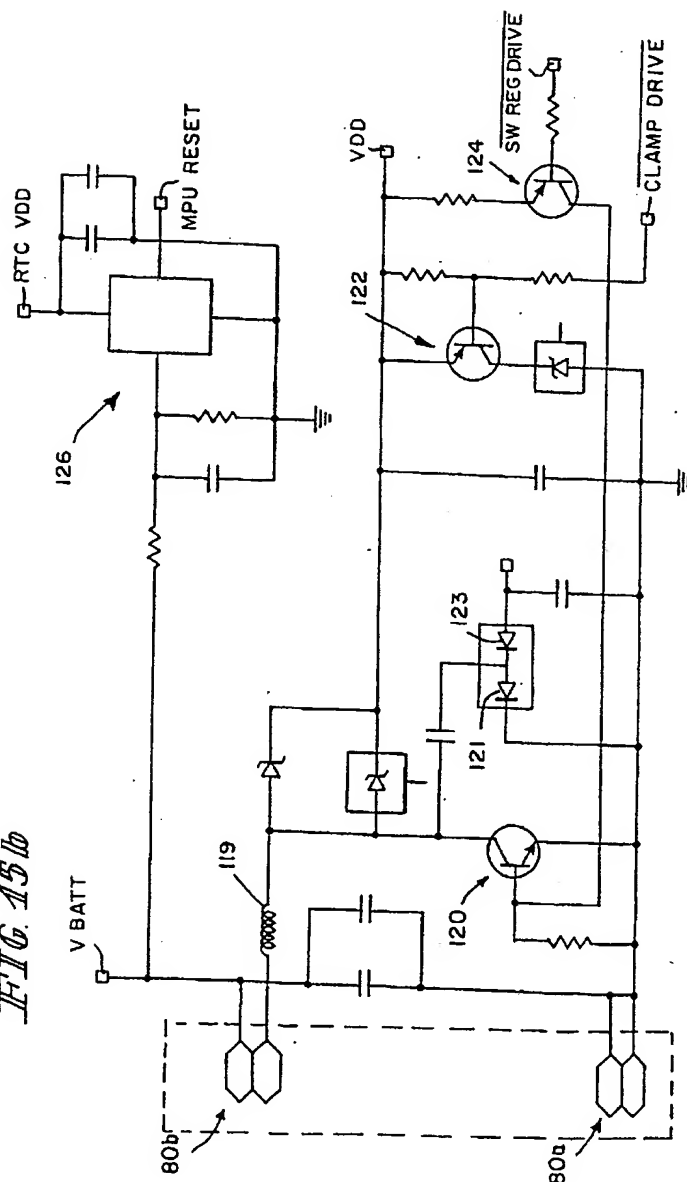 FIG. 15b
V BATT
RTC VDD
MPU RESET
126
VDD
SW REG DRIVE
124
CLAMP DRIVE
122
119
123
121
120
80b
80a